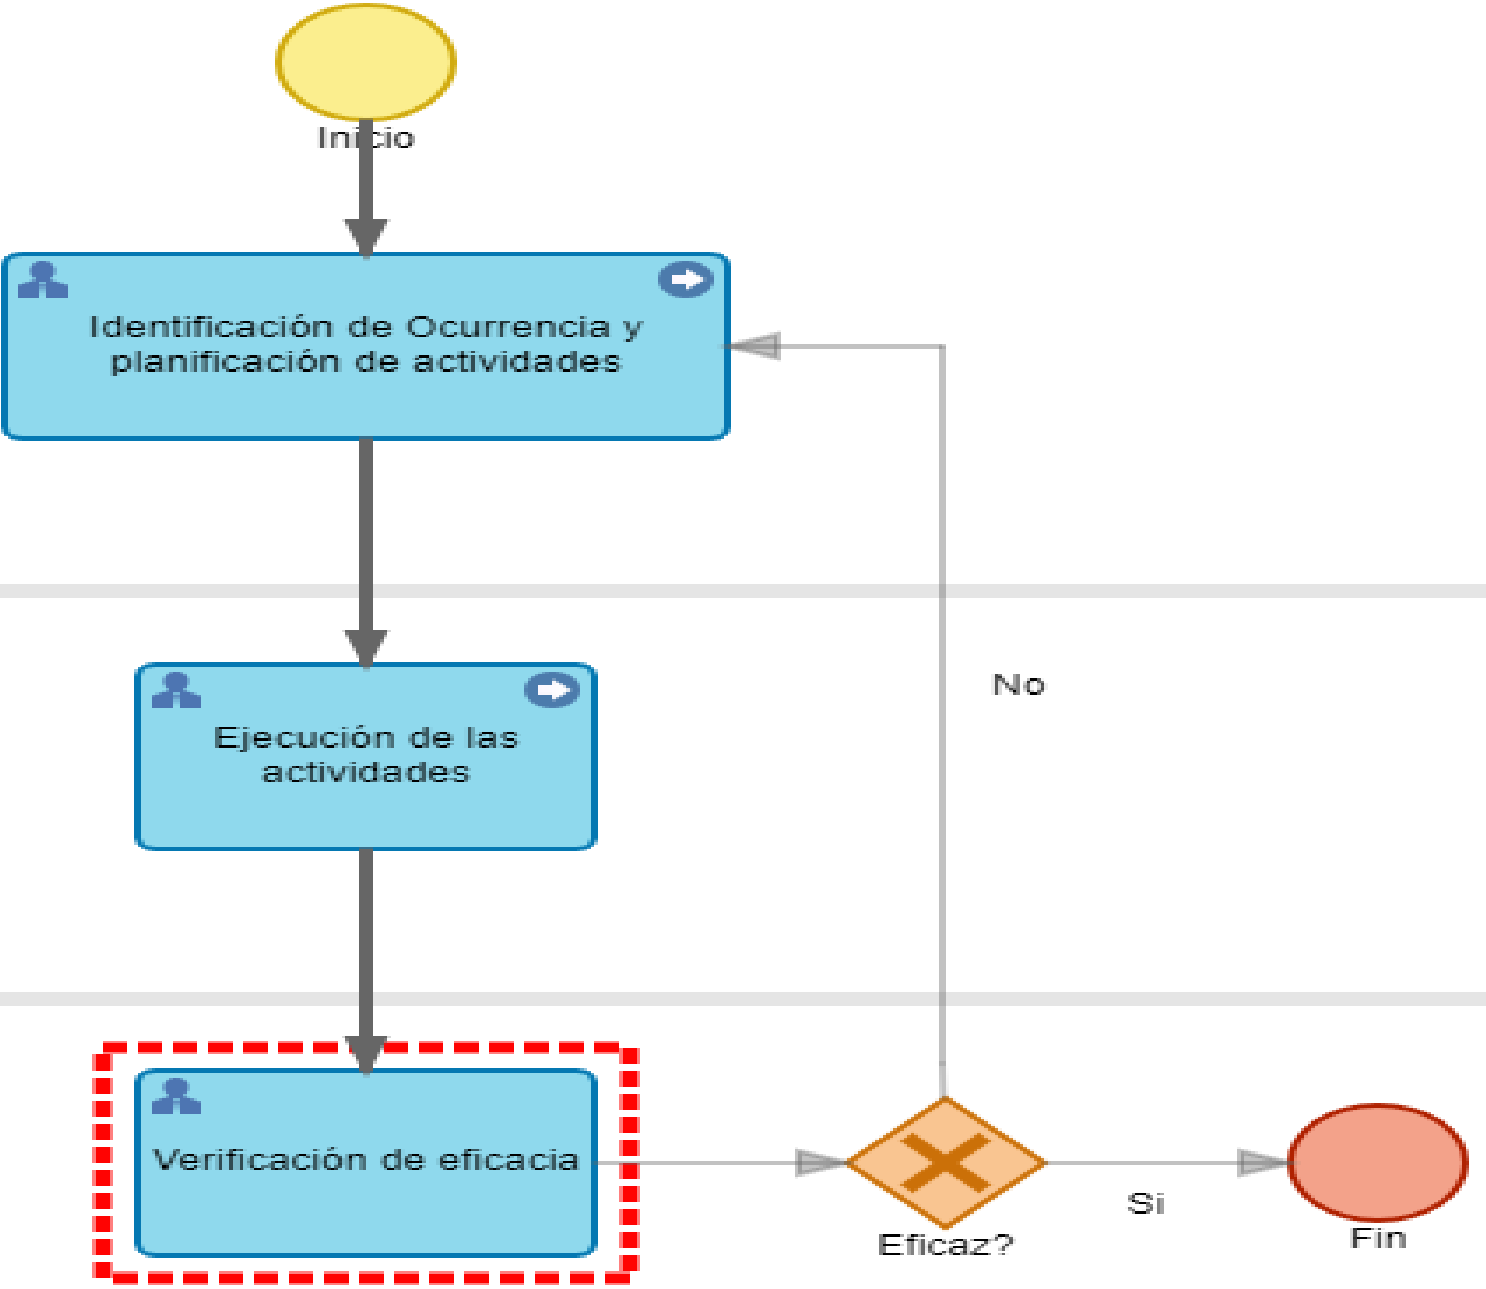 Inicio
Identificación de Ocurrencia y
planificación de actividades
No
Ejecución de las
actividades
Verificación de eficacia
Si
Eficaz?
Fin